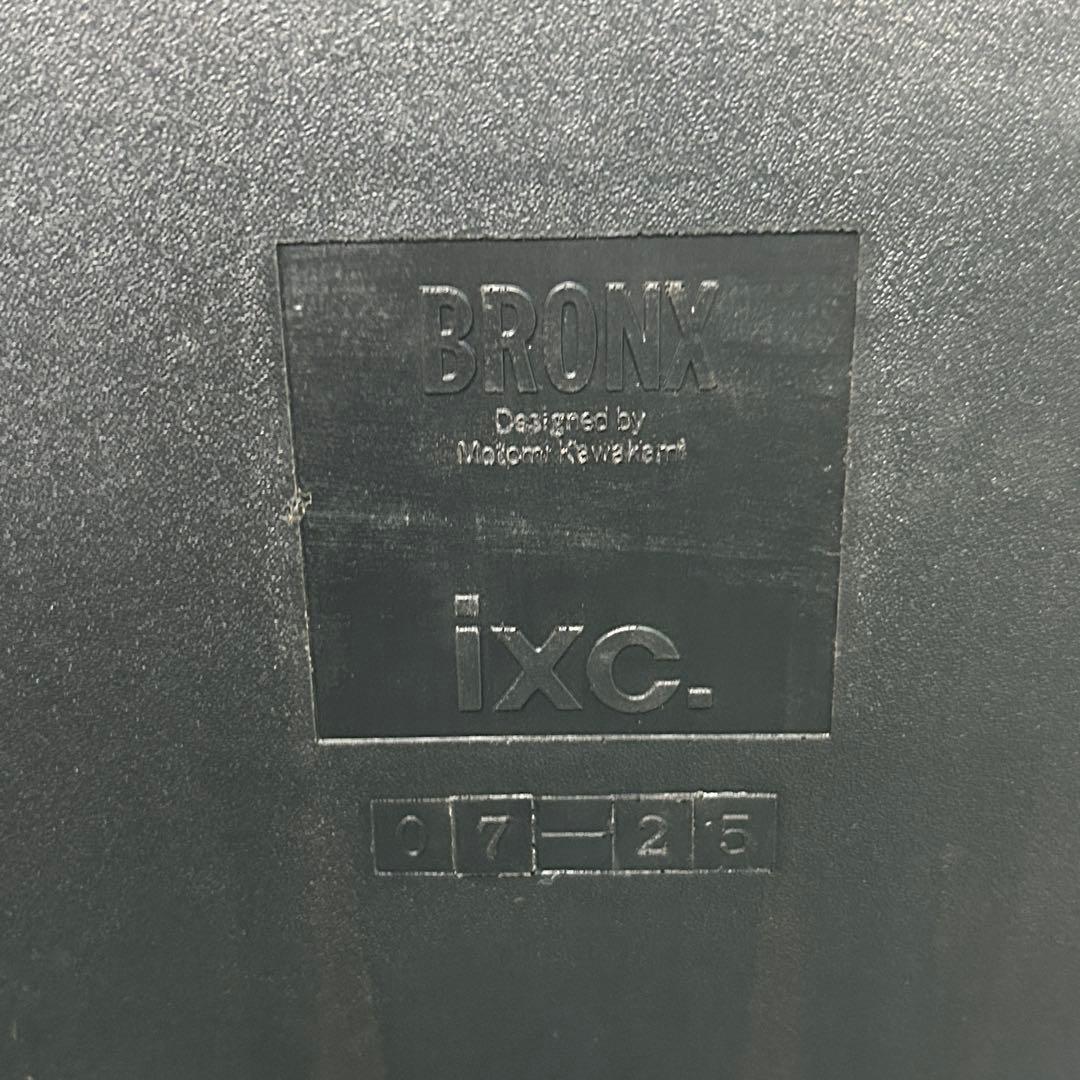 BRONX
Designed by
Motomi Kawakami
ixc.
07-25